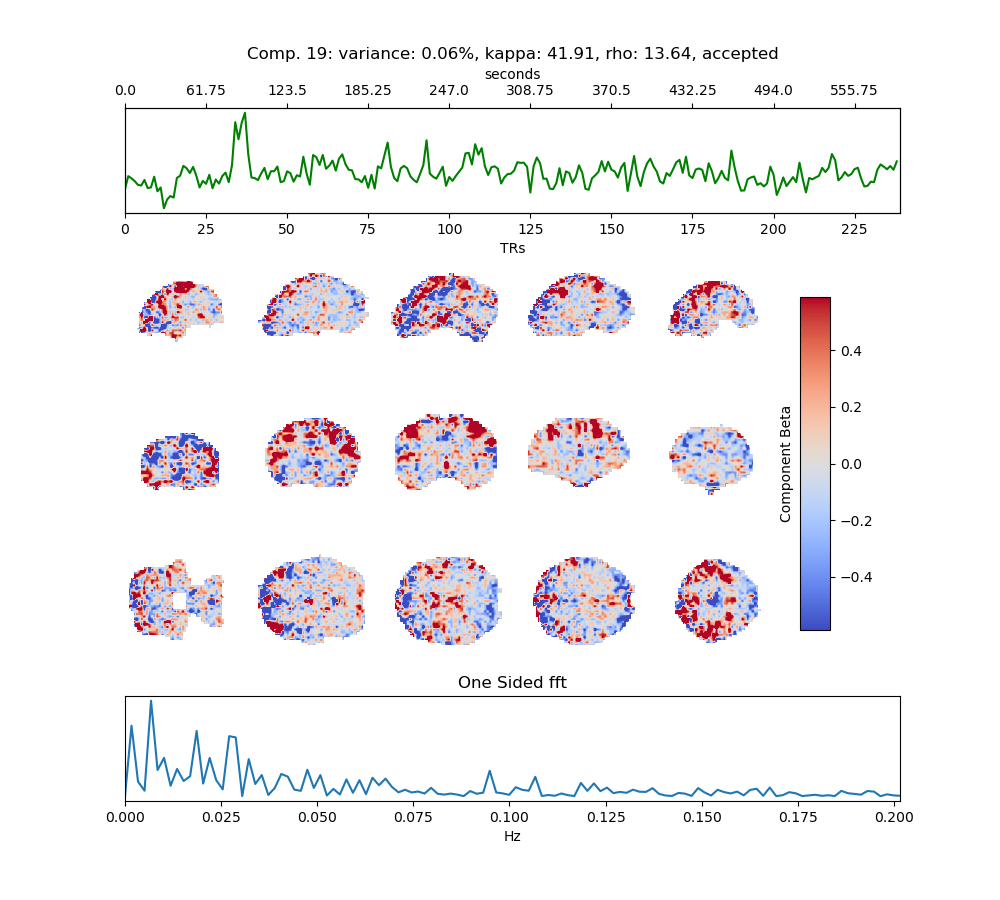 Comp. 19: variance: 0.06%, kappa: 41.91, rho: 13.64, accepted
seconds
0.0 61.75 123.5 185.25 247.0 308.75 370.5 432.25 494.0 555.75
0 25 50 75 100 125 150 175 200 225
TRs
0.4
0.2
0.0
−0.2
−0.4
Component Beta
One Sided fft
0.000 0.025 0.050 0.075 0.100 0.125 0.150 0.175 0.200
Hz